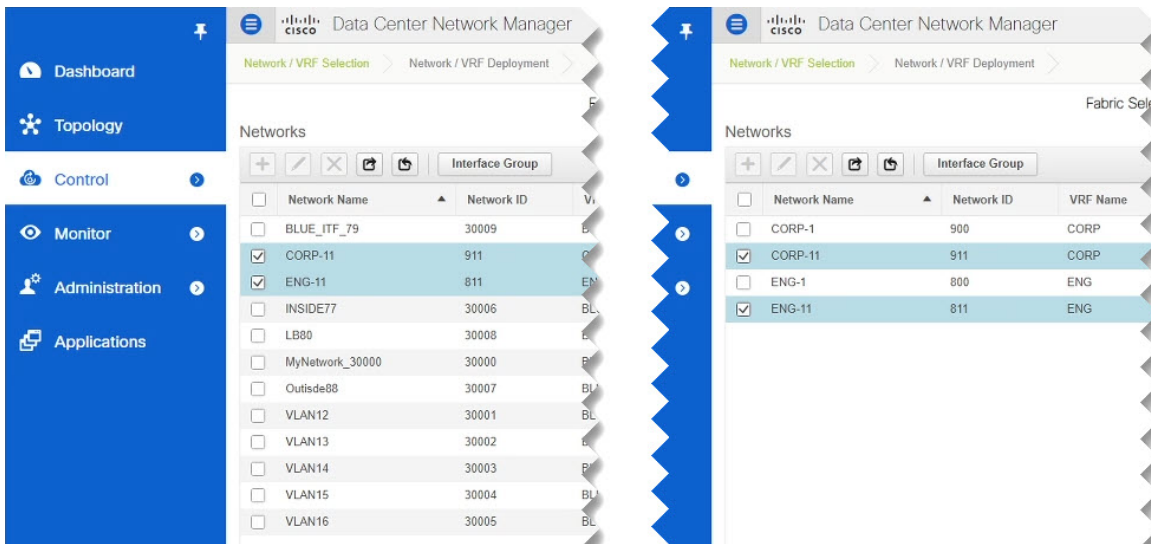 cisco Data Center Network Manager
Network / VRF Selection Network / VRF Deployment
Dashboard
Topology
Control
Monitor
Administration
Applications
Networks
Interface Group
Network Name Network ID
BLUE_ITF_79 30009
CORP-11 911
ENG-11 811
INSIDE77 30006
LB80 30008
MyNetwork_30000 30000
Outisde88 30007
VLAN12 30001
VLAN13 30002
VLAN14 30003
VLAN15 30004
VLAN16 30005
cisco Data Center Network Manager
Network / VRF Selection Network / VRF Deployment
Fabric
Networks
Interface Group
Network Name Network ID VRF Name
CORP-1 900 CORP
CORP-11 911 CORP
ENG-1 800 ENG
ENG-11 811 ENG